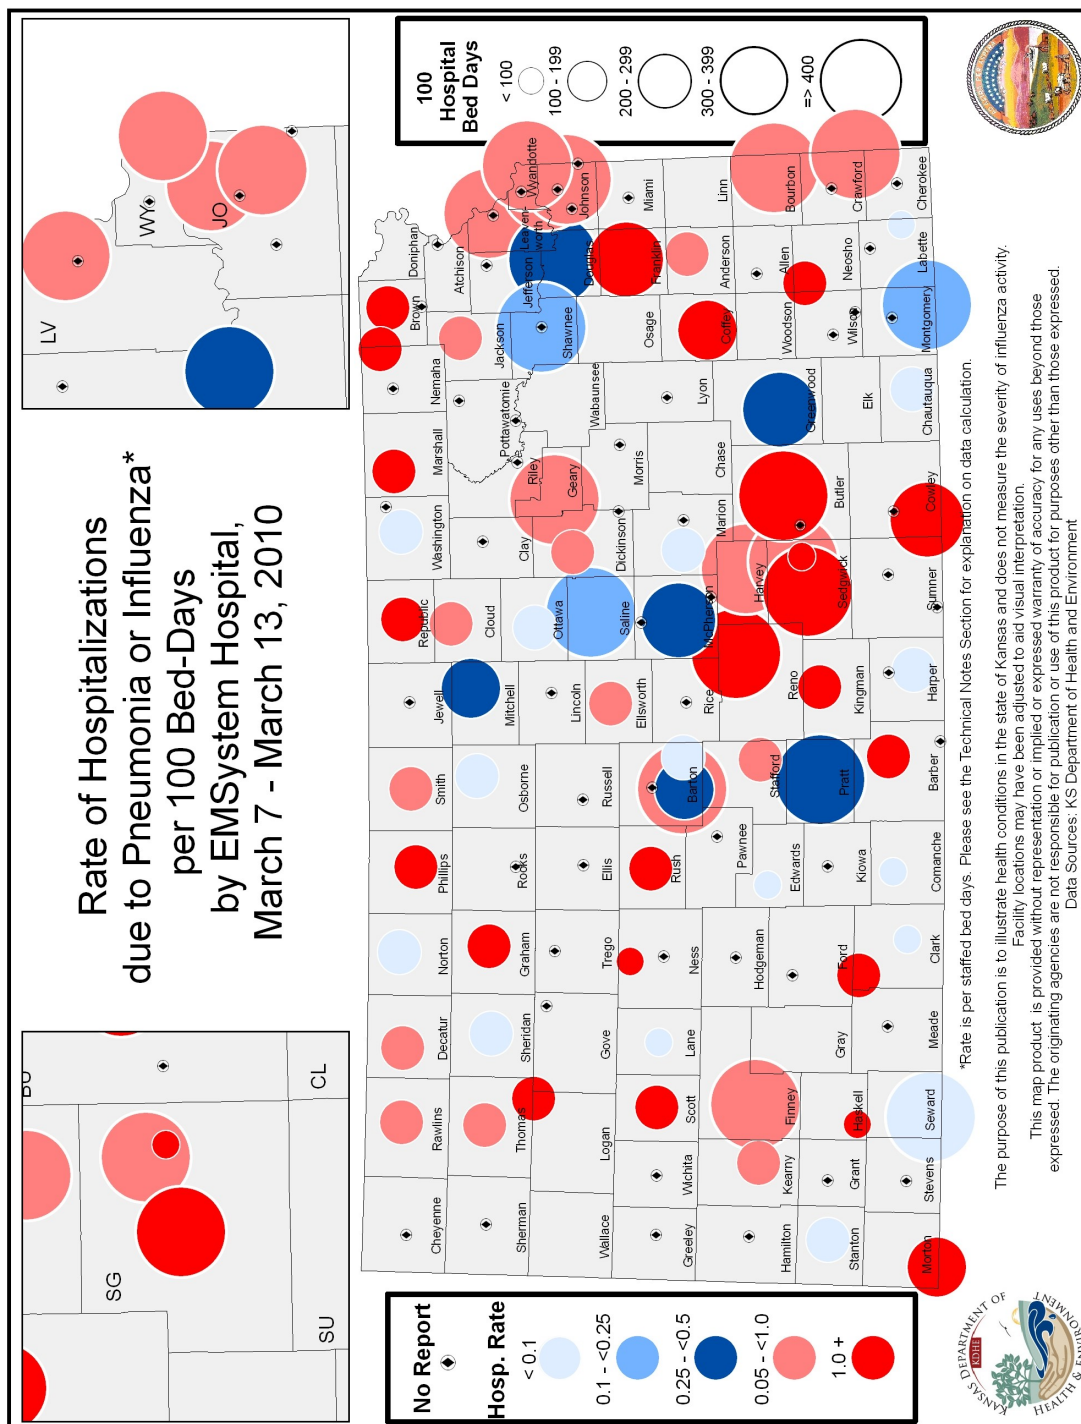 Rate of Hospitalizations
due to Pneumonia or Influenza*
per 100 Bed-Days
by EMSystem Hospital,
March 7 - March 13, 2010
BU
SG
SU
CL
LV
WY
JO
No Report
Hosp. Rate
< 0.1
0.1 - <0.25
0.25 - <0.5
0.05 - <1.0
1.0 +
100
Hospital
Bed Days
< 100
100 - 199
200 - 299
300 - 399
=> 400
Cheyenne
Rawlins
Decatur
Norton
Phillips
Smith
Jewell
Republic
Washington
Marshall
Nemaha
Brown
Doniphan
Sherman
Thomas
Sheridan
Graham
Rooks
Osborne
Mitchell
Cloud
Clay
Riley
Pottawatomie
Jackson
Atchison
Jefferson
Leaven-
worth
Wyandotte
Wallace
Logan
Gove
Trego
Ellis
Russell
Lincoln
Ottawa
Saline
Dickinson
Geary
Wabaunsee
Shawnee
Douglas
Johnson
Greeley
Wichita
Scott
Lane
Ness
Rush
Barton
Ellsworth
Rice
McPherson
Marion
Morris
Chase
Lyon
Osage
Franklin
Miami
Hamilton
Kearny
Finney
Hodgeman
Pawnee
Stafford
Reno
Harvey
Butler
Greenwood
Coffey
Anderson
Linn
Stanton
Grant
Haskell
Gray
Ford
Edwards
Kiowa
Pratt
Kingman
Sedgwick
Elk
Woodson
Wilson
Allen
Neosho
Bourbon
Crawford
Morton
Stevens
Seward
Meade
Clark
Comanche
Barber
Harper
Sumner
Cowley
Chautauqua
Montgomery
Labette
Cherokee
*Rate is per staffed bed days. Please see the Technical Notes Section for explanation on data calculation.
The purpose of this publication is to illustrate health conditions in the state of Kansas and does not measure the severity of influenza activity.
Facility locations may have been adjusted to aid visual interpretation.
This map product is provided without representation or implied or expressed warranty of accuracy for any uses beyond those
expressed. The originating agencies are not responsible for publication or use of this product for purposes other than those expressed.
Data Sources: KS Department of Health and Environment
KANSAS DEPARTMENT OF
KDHE
HEALTH & ENVIRONMENT